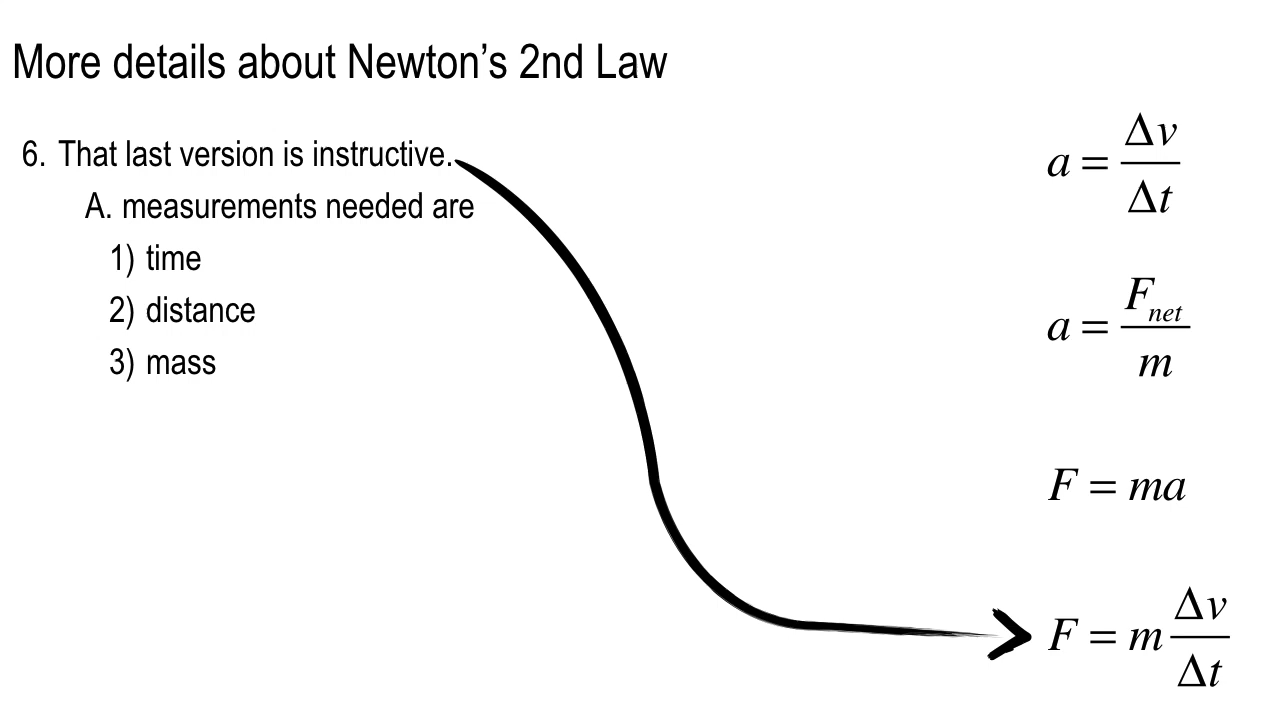 More details about Newton’s 2nd Law
6. That last version is instructive.
A. measurements needed are
1) time
2) distance
3) mass
a = Δv/Δt
a = F_net/m
F = ma
F = m Δv/Δt